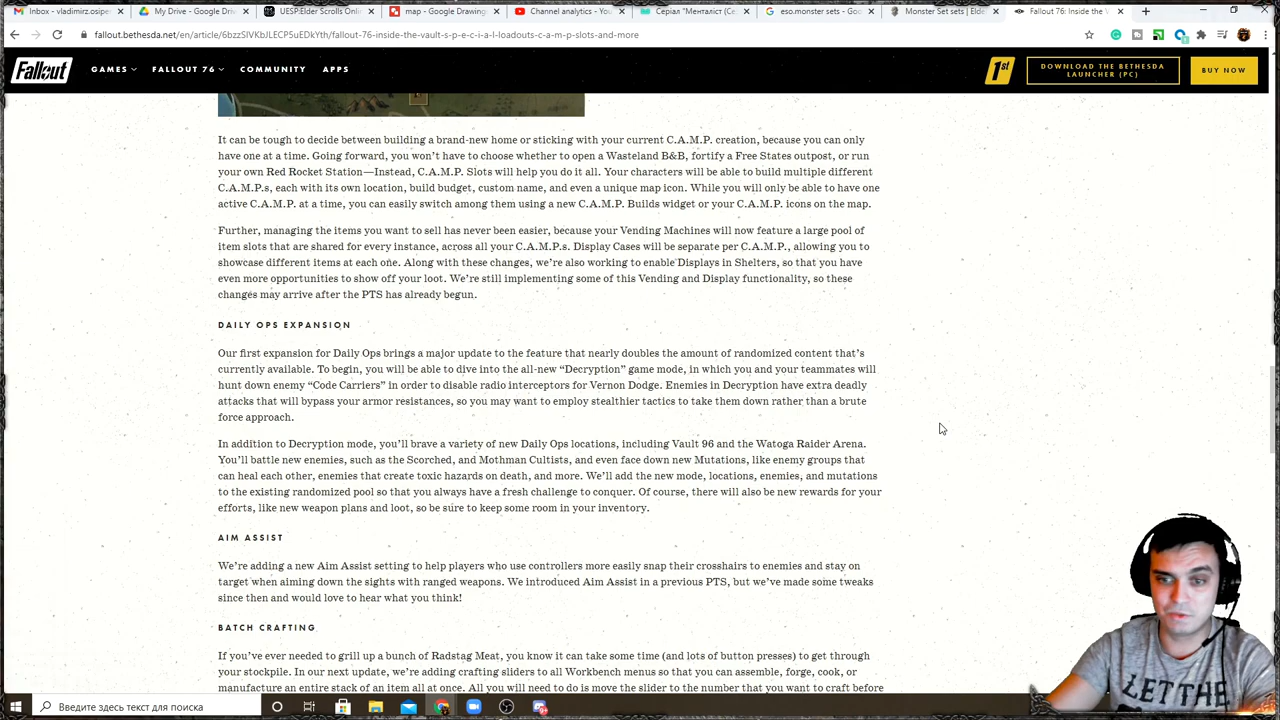 Inbox - vladimirz.osipe
My Drive - Google Driv
UESP:Elder Scrolls Onlin
map - Google Drawing
Channel analytics - You
Серіал "Менталіст (Се
eso.monster sets - Goo
Monster Set sets | Elde
Fallout 76: Inside the V
fallout.bethesda.net/en/article/6bzzSlVKbJLECP5uEDkYth/fallout-76-inside-the-vault-s-p-e-c-i-a-l-loadouts-c-a-m-p-slots-and-more
Fallout
GAMES
FALLOUT 76
COMMUNITY
APPS
1st
DOWNLOAD THE BETHESDA
LAUNCHER (PC)
BUY NOW
It can be tough to decide between building a brand-new home or sticking with your current C.A.M.P. creation, because you can only
have one at a time. Going forward, you won't have to choose whether to open a Wasteland B&B, fortify a Free States outpost, or run
your own Red Rocket Station—Instead, C.A.M.P. Slots will help you do it all. Your characters will be able to build multiple different
C.A.M.P.s, each with its own location, build budget, custom name, and even a unique map icon. While you will only be able to have one
active C.A.M.P. at a time, you can easily switch among them using a new C.A.M.P. Builds widget or your C.A.M.P. icons on the map.
Further, managing the items you want to sell has never been easier, because your Vending Machines will now feature a large pool of
item slots that are shared for every instance, across all your C.A.M.P.s. Display Cases will be separate per C.A.M.P., allowing you to
showcase different items at each one. Along with these changes, we're also working to enable Displays in Shelters, so that you have
even more opportunities to show off your loot. We're still implementing some of this Vending and Display functionality, so these
changes may arrive after the PTS has already begun.
DAILY OPS EXPANSION
Our first expansion for Daily Ops brings a major update to the feature that nearly doubles the amount of randomized content that's
currently available. To begin, you will be able to dive into the all-new "Decryption" game mode, in which you and your teammates will
hunt down enemy "Code Carriers" in order to disable radio interceptors for Vernon Dodge. Enemies in Decryption have extra deadly
attacks that will bypass your armor resistances, so you may want to employ stealthier tactics to take them down rather than a brute
force approach.
In addition to Decryption mode, you'll brave a variety of new Daily Ops locations, including Vault 96 and the Watoga Raider Arena.
You'll battle new enemies, such as the Scorched, and Mothman Cultists, and even face down new Mutations, like enemy groups that
can heal each other, enemies that create toxic hazards on death, and more. We'll add the new mode, locations, enemies, and mutations
to the existing randomized pool so that you always have a fresh challenge to conquer. Of course, there will also be new rewards for your
efforts, like new weapon plans and loot, so be sure to keep some room in your inventory.
AIM ASSIST
We're adding a new Aim Assist setting to help players who use controllers more easily snap their crosshairs to enemies and stay on
target when aiming down the sights with ranged weapons. We introduced Aim Assist in a previous PTS, but we've made some tweaks
since then and would love to hear what you think!
BATCH CRAFTING
If you've ever needed to grill up a bunch of Radstag Meat, you know it can take some time (and lots of button presses) to get through
your stockpile. In our next update, we're adding crafting sliders to all Workbench menus so that you can assemble, forge, cook, or
manufacture an entire stack of an item all at once. All you will need to do is move the slider to the number that you want to craft before
LET THE
Введите здесь текст для поиска